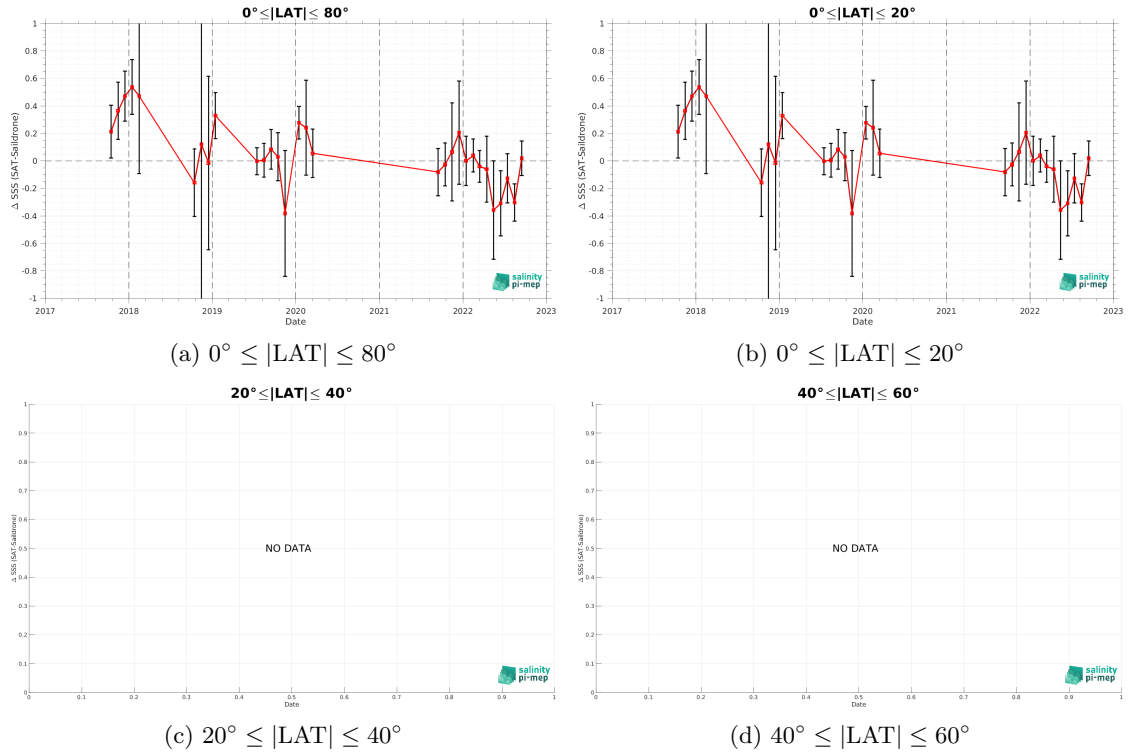 0°≤|LAT|≤ 80°
Δ SSS (SAT-Saildrone)
1
0.8
0.6
0.4
0.2
0
-0.2
-0.4
-0.6
-0.8
-1
2017 2018 2019 2020 2021 2022 2023
Date
salinity
pi-mep
(a) 0° ≤ |LAT| ≤ 80°
0°≤|LAT|≤ 20°
Δ SSS (SAT-Saildrone)
1
0.8
0.6
0.4
0.2
0
-0.2
-0.4
-0.6
-0.8
-1
2017 2018 2019 2020 2021 2022 2023
Date
salinity
pi-mep
(b) 0° ≤ |LAT| ≤ 20°
20°≤|LAT|≤ 40°
Δ SSS (SAT-Saildrone)
1
0.9
0.8
0.7
0.6
0.5
0.4
0.3
0.2
0.1
0
NO DATA
0 0.1 0.2 0.3 0.4 0.5 0.6 0.7 0.8 0.9 1
Date
salinity
pi-mep
(c) 20° ≤ |LAT| ≤ 40°
40°≤|LAT|≤ 60°
Δ SSS (SAT-Saildrone)
1
0.9
0.8
0.7
0.6
0.5
0.4
0.3
0.2
0.1
0
NO DATA
0 0.1 0.2 0.3 0.4 0.5 0.6 0.7 0.8 0.9 1
Date
salinity
pi-mep
(d) 40° ≤ |LAT| ≤ 60°